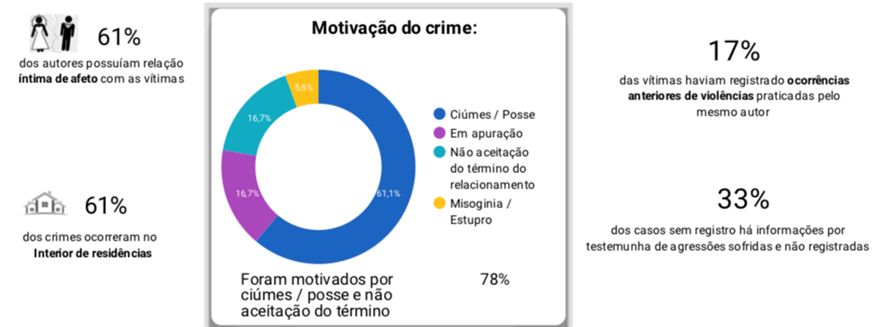 61%
dos autores possuíam relação
íntima de afeto com as vítimas
61%
dos crimes ocorreram no
Interior de residências
Motivação do crime:
5,6%
16,7%
16,7%
61,1%
Ciúmes / Posse
Em apuração
Não aceitação
do término do
relacionamento
Misoginia /
Estupro
Foram motivados por
ciúmes / posse e não
aceitação do término
78%
17%
das vítimas haviam registrado ocorrências
anteriores de violências praticadas pelo
mesmo autor
33%
dos casos sem registro há informações por
testemunha de agressões sofridas e não registradas